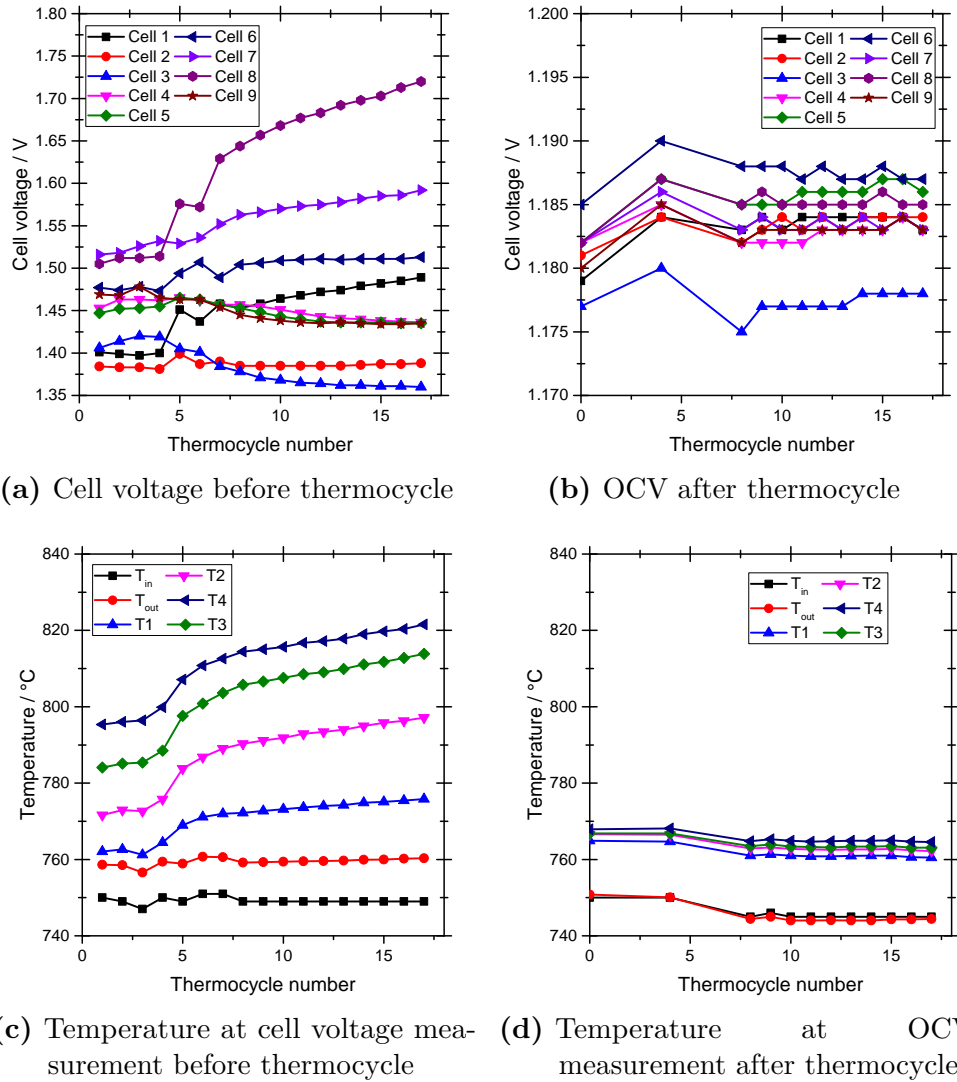 1.80
1.75
1.70
1.65
1.60
1.55
1.50
1.45
1.40
1.35
Cell voltage / V
Cell 1 Cell 6
Cell 2 Cell 7
Cell 3 Cell 8
Cell 4 Cell 9
Cell 5
0 5 10 15
Thermocycle number
(a) Cell voltage before thermocycle
1.200
1.195
1.190
1.185
1.180
1.175
1.170
Cell voltage / V
Cell 1 Cell 6
Cell 2 Cell 7
Cell 3 Cell 8
Cell 4 Cell 9
Cell 5
0 5 10 15
Thermocycle number
(b) OCV after thermocycle
840
820
800
780
760
740
Temperature / °C
T_in T2
T_out T4
T1 T3
0 5 10 15
Thermocycle number
(c) Temperature at cell voltage mea-
surement before thermocycle
840
820
800
780
760
740
Temperature / °C
T_in T2
T_out T4
T1 T3
0 5 10 15
Thermocycle number
(d) Temperature at OCV
measurement after thermocycle